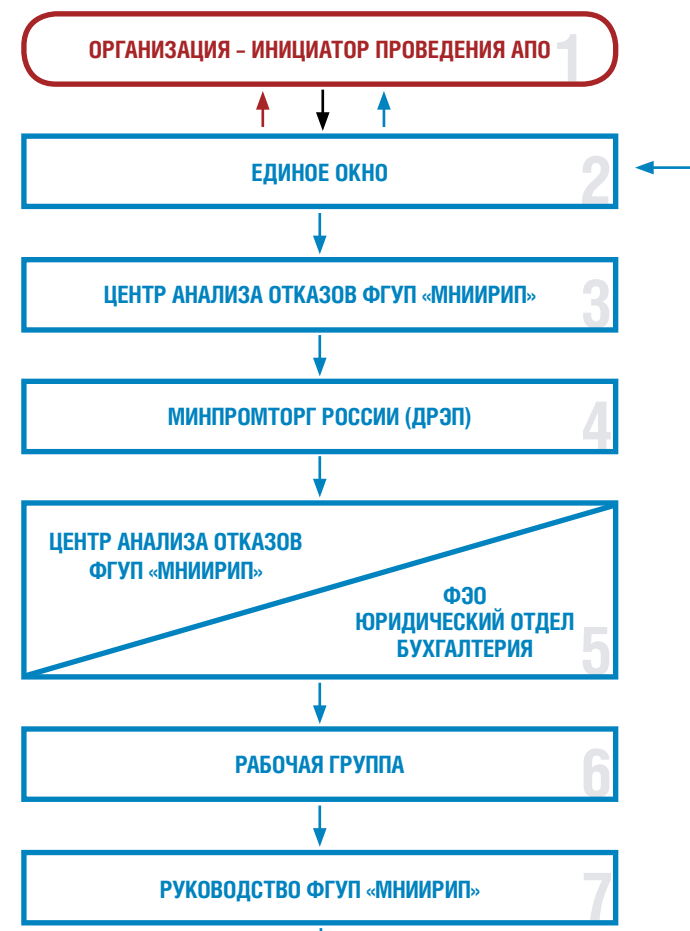 ОРГАНИЗАЦИЯ – ИНИЦИАТОР ПРОВЕДЕНИЯ АПО
1
ЕДИНОЕ ОКНО
2
ЦЕНТР АНАЛИЗА ОТКАЗОВ ФГУП «МНИИРИП»
3
МИНПРОМТОРГ РОССИИ (ДРЭП)
4
ЦЕНТР АНАЛИЗА ОТКАЗОВ
ФГУП «МНИИРИП»
ФЭО
ЮРИДИЧЕСКИЙ ОТДЕЛ
БУХГАЛТЕРИЯ
5
РАБОЧАЯ ГРУППА
6
РУКОВОДСТВО ФГУП «МНИИРИП»
7